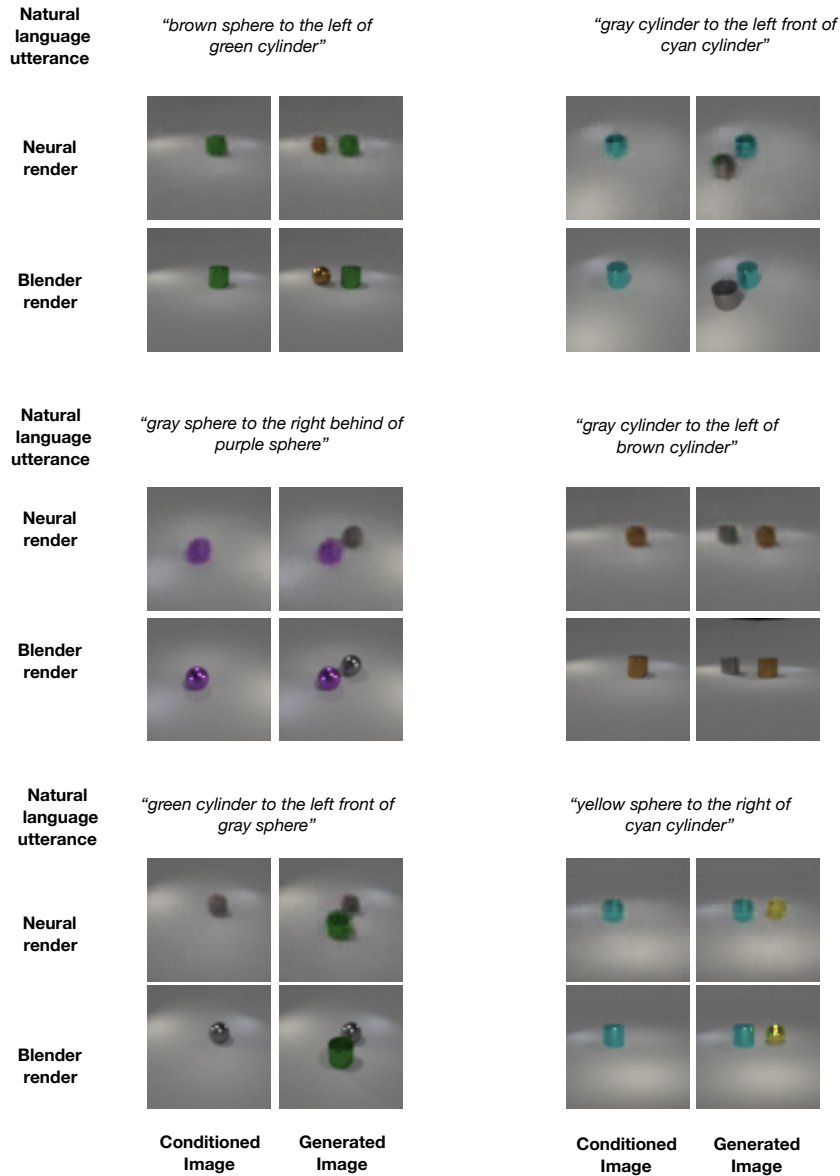 Natural
language
utterance
“brown sphere to the left of
green cylinder”
“gray cylinder to the left front of
cyan cylinder”
Neural
render
Blender
render
Natural
language
utterance
“gray sphere to the right behind of
purple sphere”
“gray cylinder to the left of
brown cylinder”
Neural
render
Blender
render
Natural
language
utterance
“green cylinder to the left front of
gray sphere”
“yellow sphere to the right of
cyan cylinder”
Neural
render
Blender
render
Conditioned
Image
Generated
Image
Conditioned
Image
Generated
Image